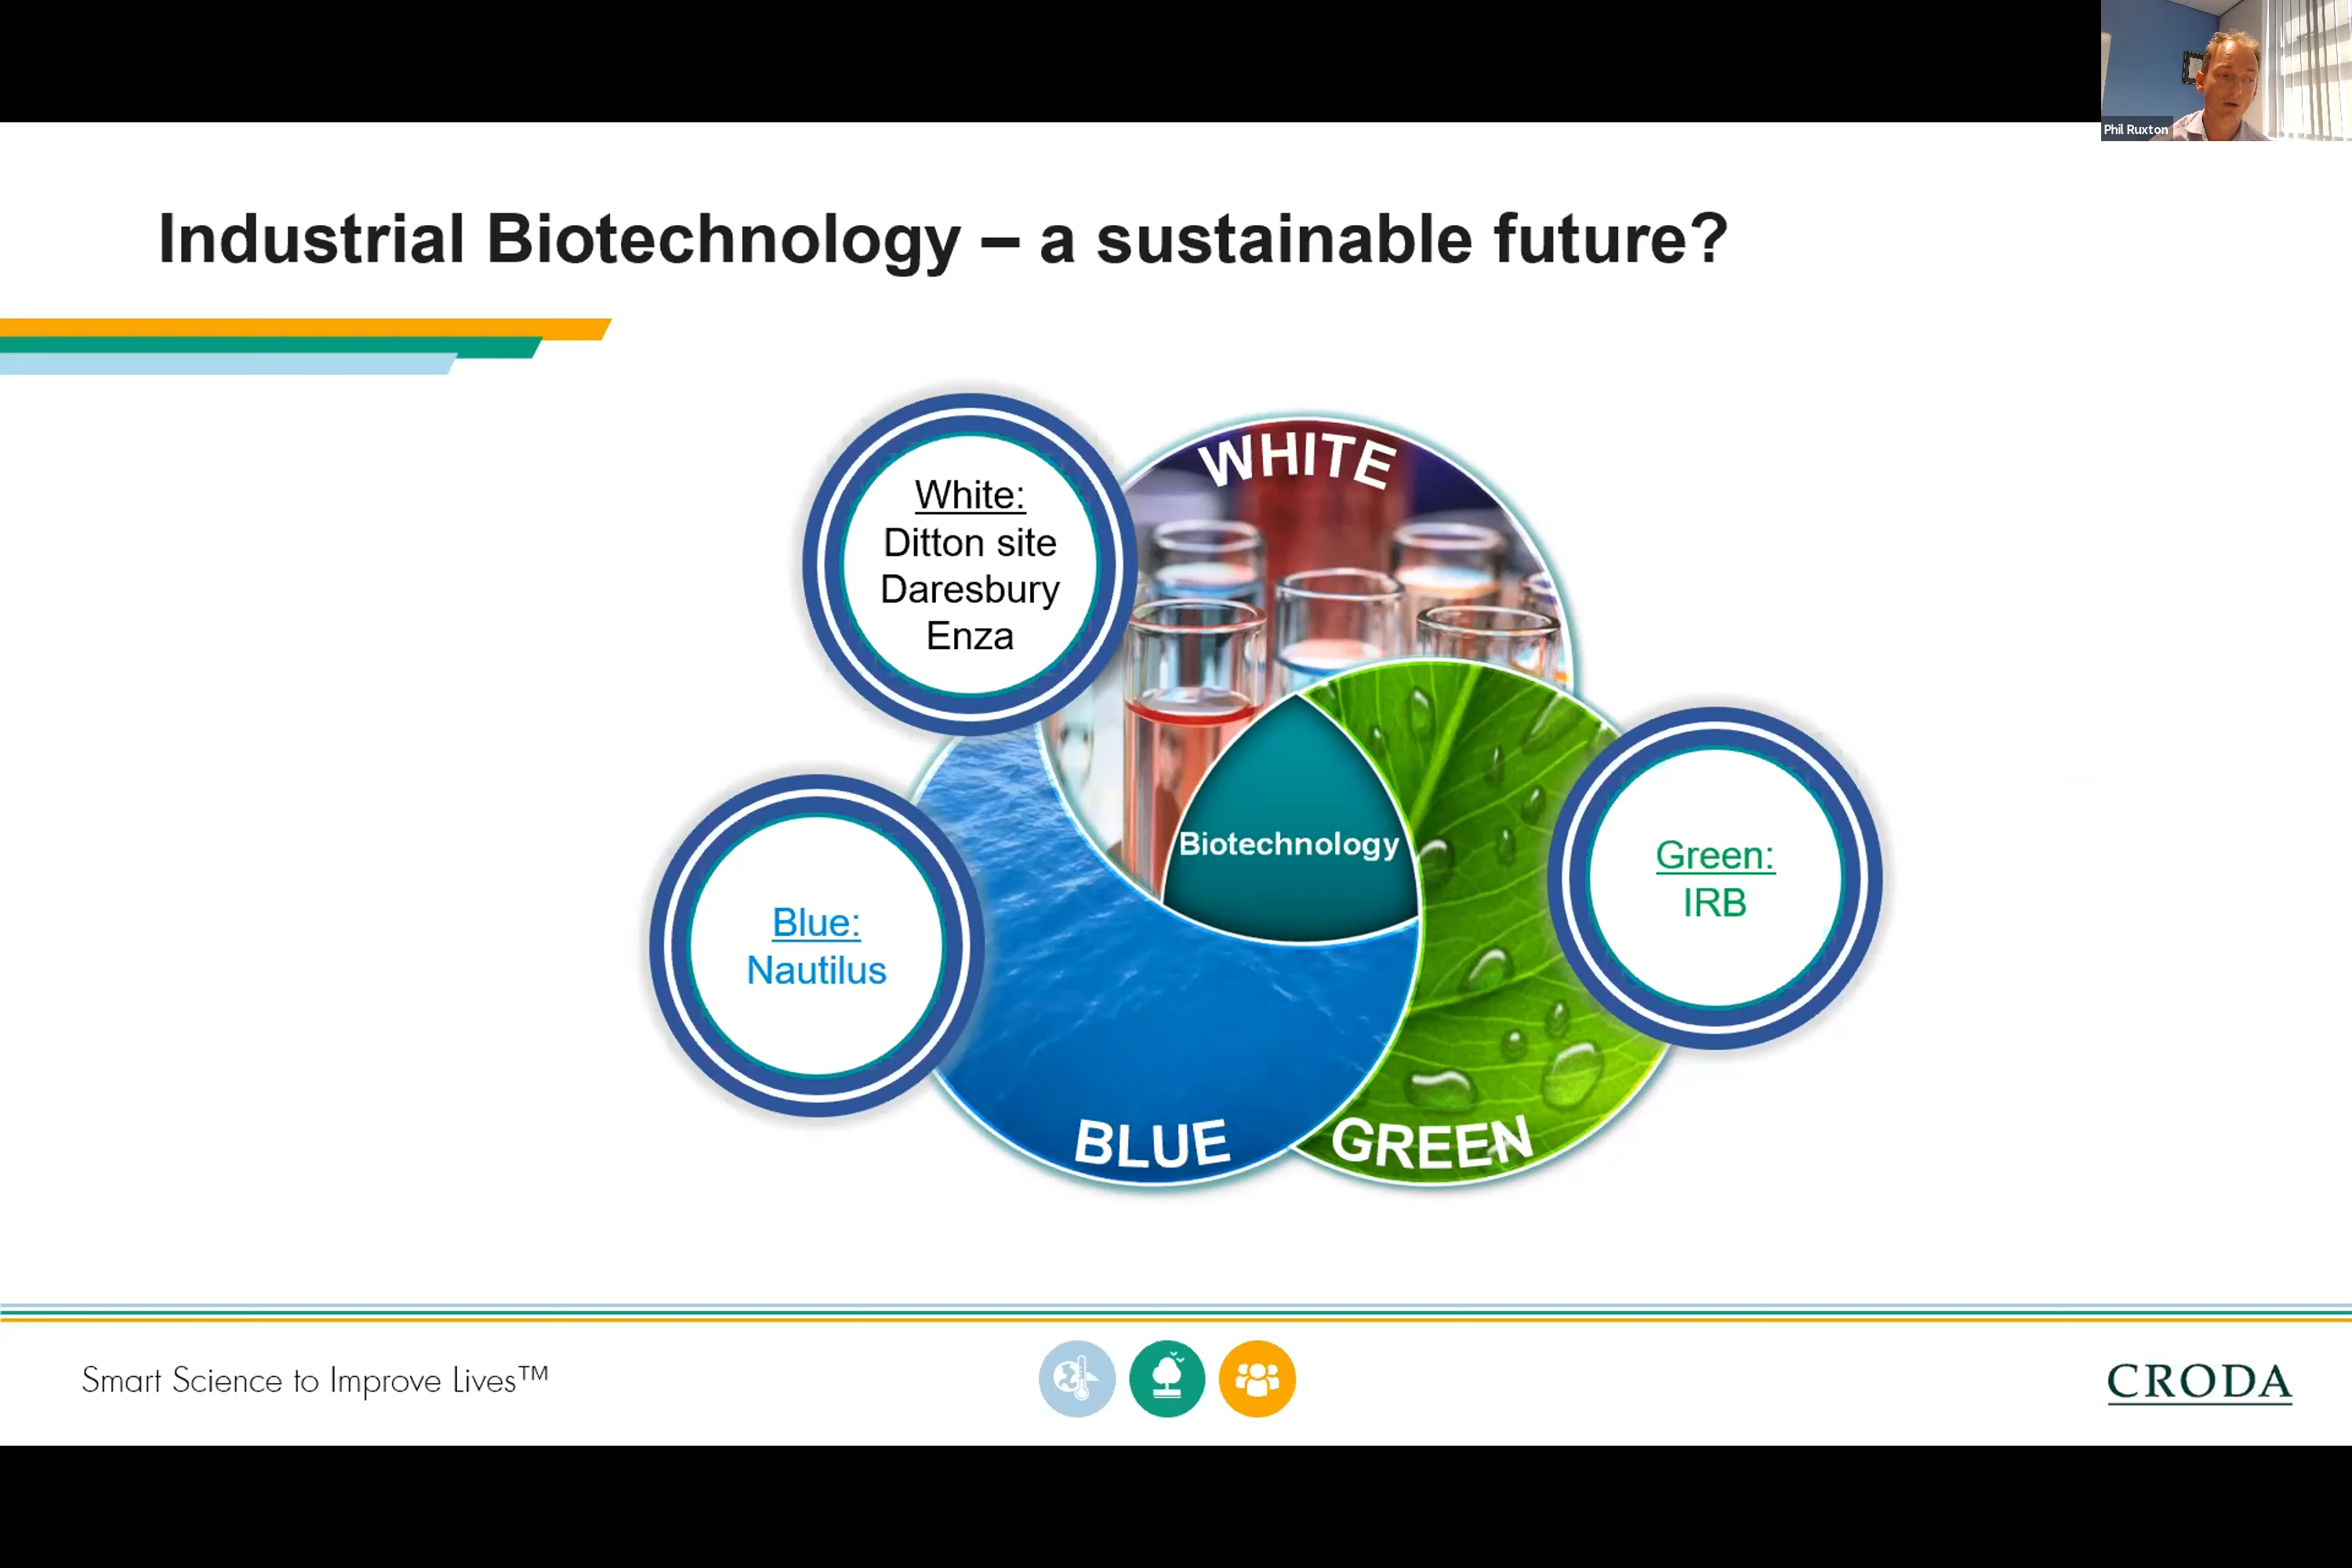 Phil Ruxton
Industrial Biotechnology – a sustainable future?
WHITE
White:
Ditton site
Daresbury
Enza
Biotechnology
Green:
IRB
Blue:
Nautilus
BLUE
GREEN
Smart Science to Improve Lives™
CRODA